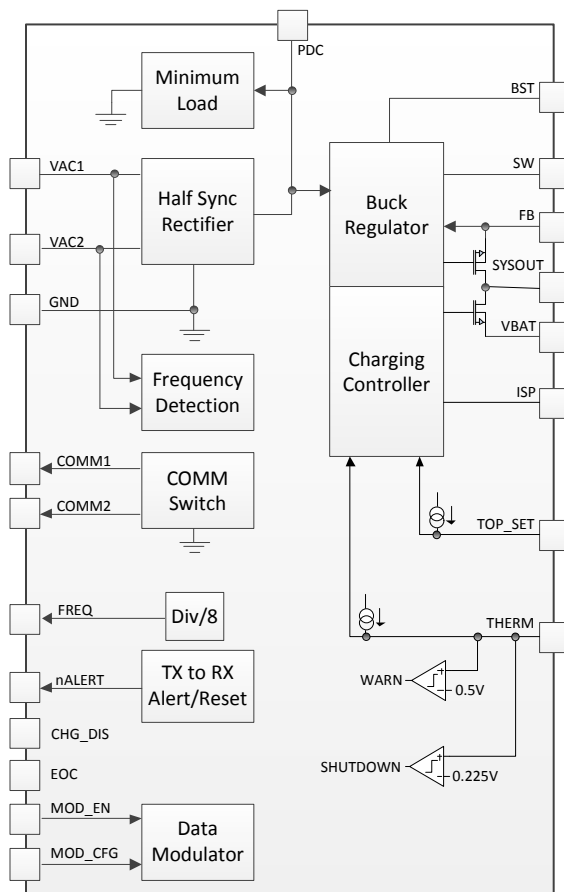 PDC
Minimum
Load
BST
VAC1
Half Sync
Rectifier
Buck
Regulator
SW
FB
VAC2
SYSOUT
GND
VBAT
Charging
Controller
Frequency
Detection
ISP
COMM1
COMM
Switch
COMM2
TOP_SET
FREQ
Div/8
THERM
nALERT
TX to RX
Alert/Reset
WARN
+
-
0.5V
CHG_DIS
SHUTDOWN
+
-
0.225V
EOC
MOD_EN
Data
Modulator
MOD_CFG